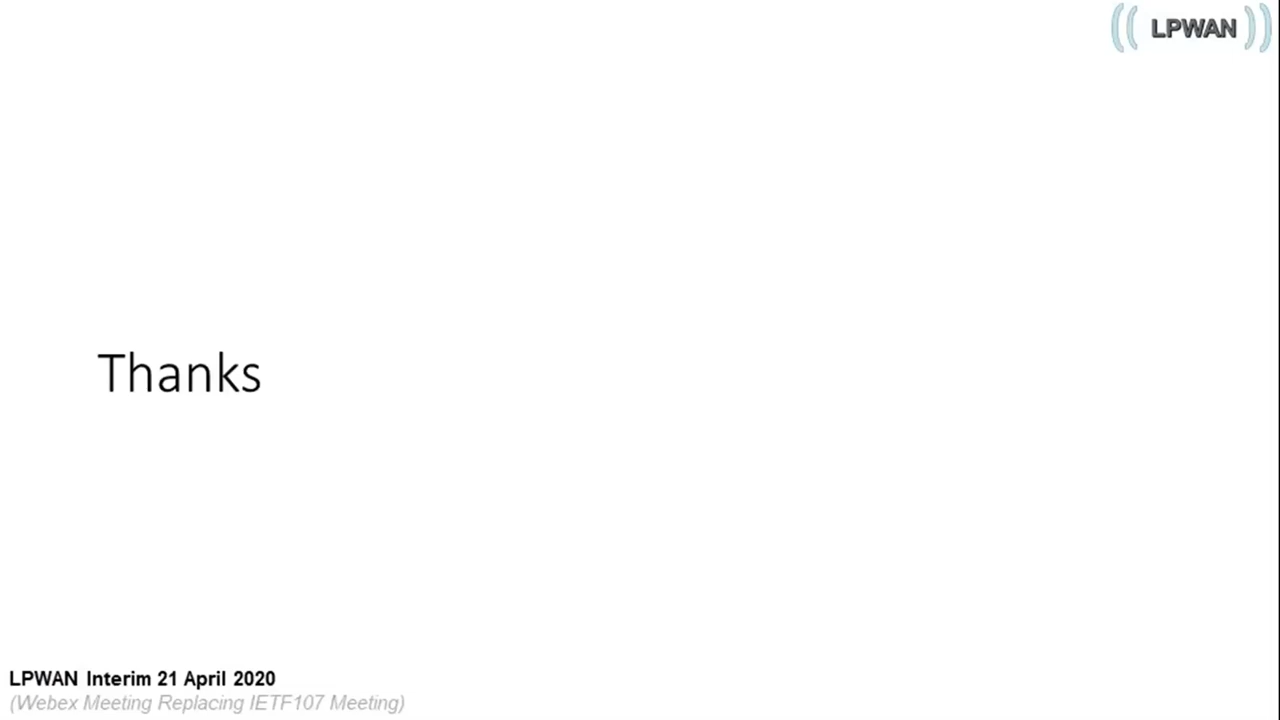 LPWAN
Thanks
LPWAN Interim 21 April 2020
(Webex Meeting Replacing IETF107 Meeting)